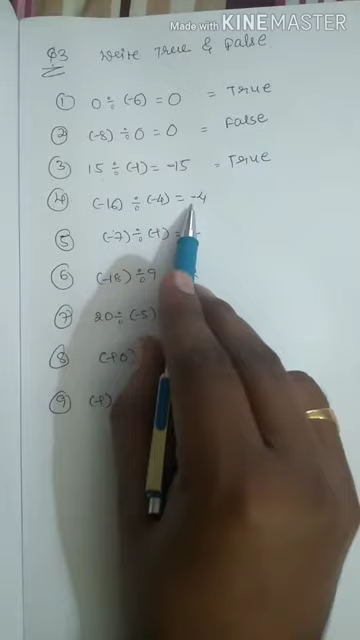 Made with KINEMASTER
Q3 Write True & False
① 0 ÷ (-6) = 0 = True
② (-8) ÷ 0 = 0 = False
③ 15 ÷ (-1) = -15 = True
④ (-16) ÷ (-4) = -4
⑤ (-7) ÷ (-1) =
⑥ (-18) ÷ 9
⑦ 20 ÷ (-5)
⑧
⑨